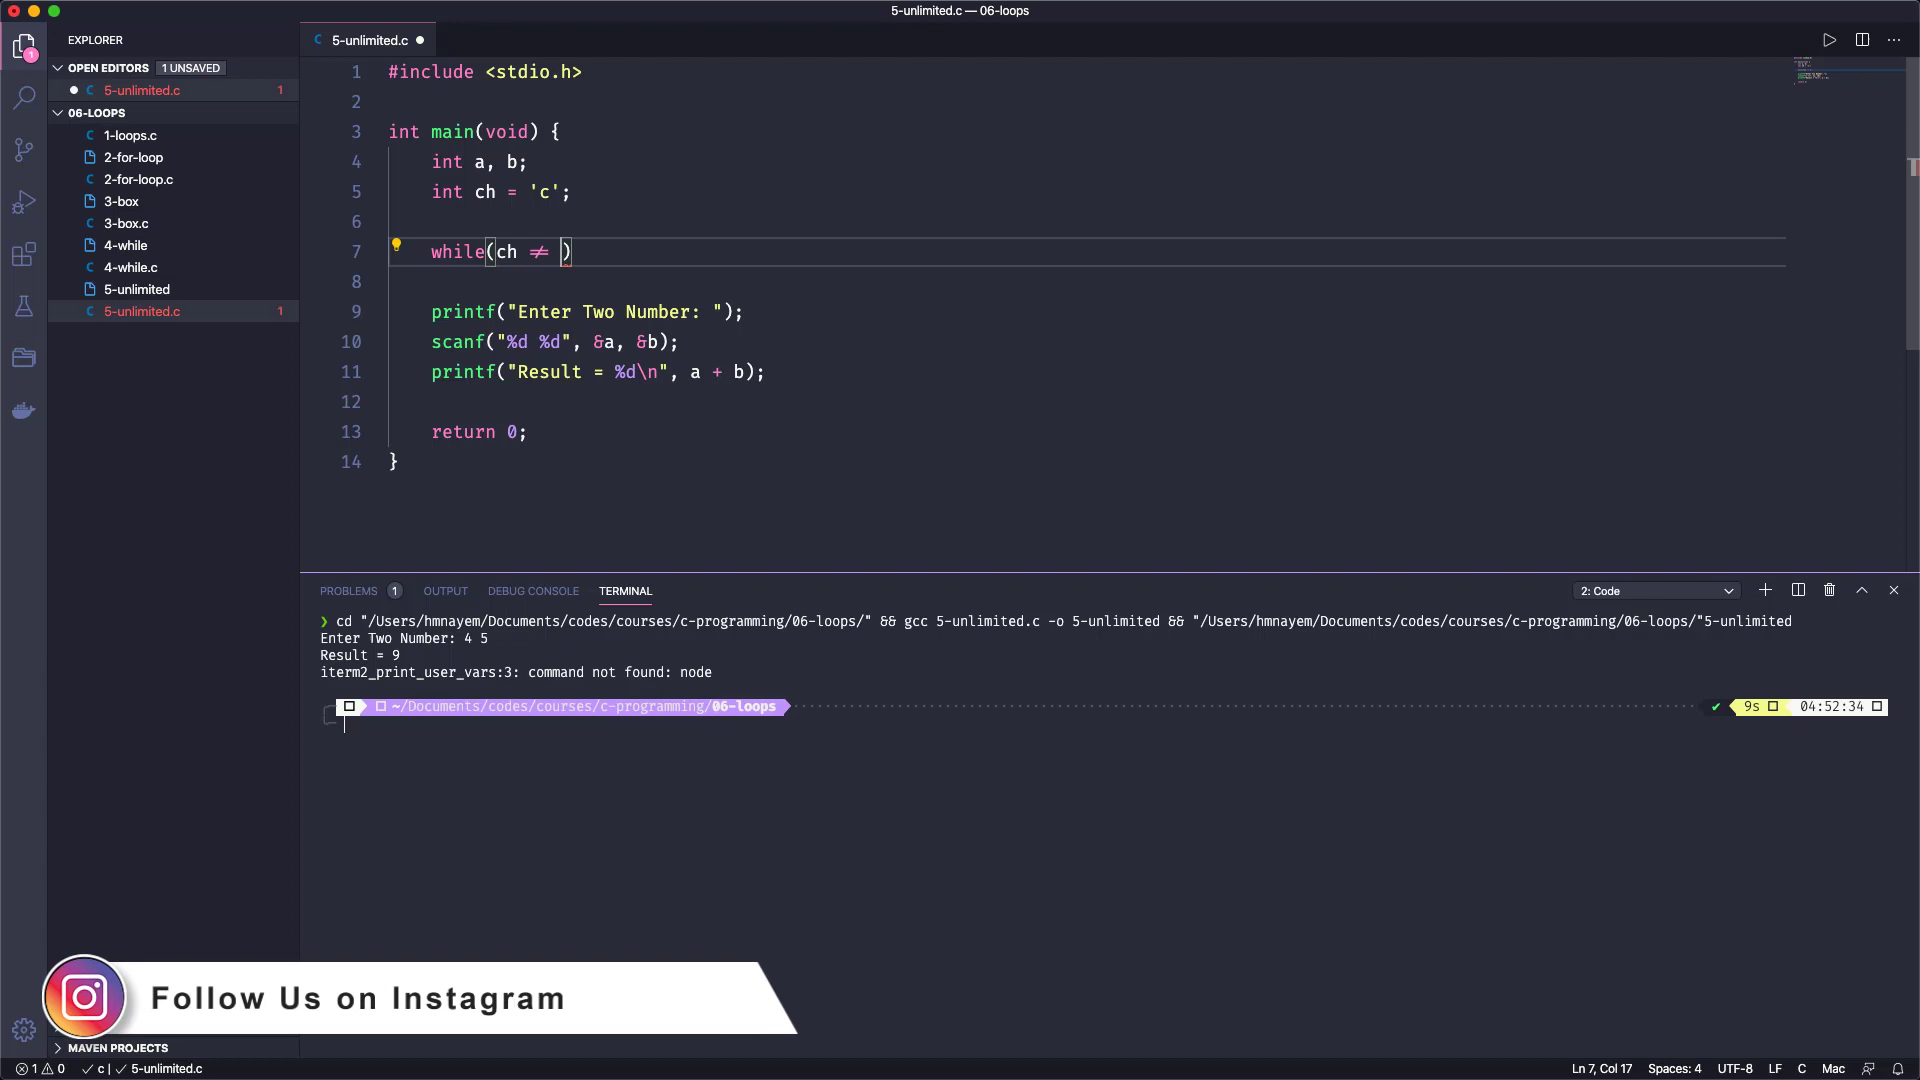 5-unlimited.c — 06-loops
EXPLORER
OPEN EDITORS 1 UNSAVED
5-unlimited.c 1
06-LOOPS
1-loops.c
2-for-loop
2-for-loop.c
3-box
3-box.c
4-while
4-while.c
5-unlimited
5-unlimited.c 1
MAVEN PROJECTS
1
5-unlimited.c
1 #include <stdio.h>
2
3 int main(void) {
4 int a, b;
5 int ch = 'c';
6
7 while(ch ≠ )
8
9 printf("Enter Two Number: ");
10 scanf("%d %d", &a, &b);
11 printf("Result = %d\n", a + b);
12
13 return 0;
14 }
PROBLEMS 1 OUTPUT DEBUG CONSOLE TERMINAL 2: Code
❯ cd "/Users/hmnayem/Documents/codes/courses/c-programming/06-loops/" && gcc 5-unlimited.c -o 5-unlimited && "/Users/hmnayem/Documents/codes/courses/c-programming/06-loops/"5-unlimited
Enter Two Number: 4 5
Result = 9
iterm2_print_user_vars:3: command not found: node
~/Documents/codes/courses/c-programming/06-loops ✔ 9s 04:52:34
Follow Us on Instagram
1 0 ✓ c | ✓ 5-unlimited.c Ln 7, Col 17 Spaces: 4 UTF-8 LF C Mac